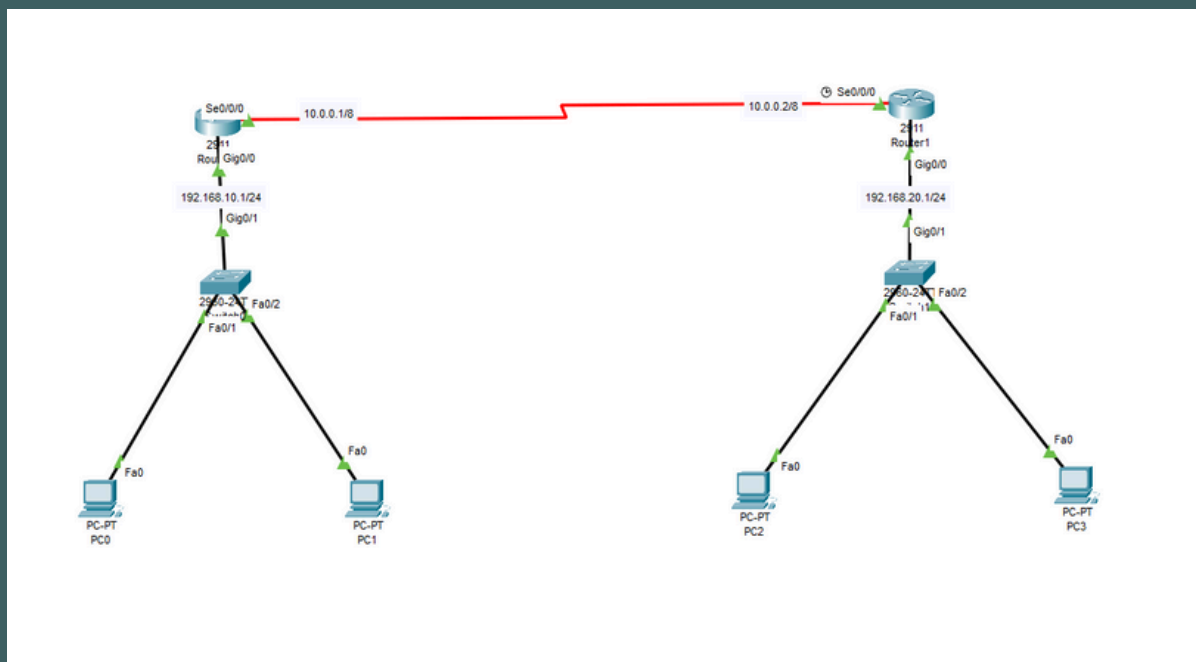 Se0/0/0
10.0.0.1/8
10.0.0.2/8
Se0/0/0
2911
Router1
Gig0/0
Gig0/0
192.168.10.1/24
192.168.20.1/24
Gig0/1
Gig0/1
Fa0/2
Fa0/1
Fa0/2
Fa0/1
Fa0
Fa0
Fa0
Fa0
PC-PT
PC0
PC-PT
PC1
PC-PT
PC2
PC-PT
PC3